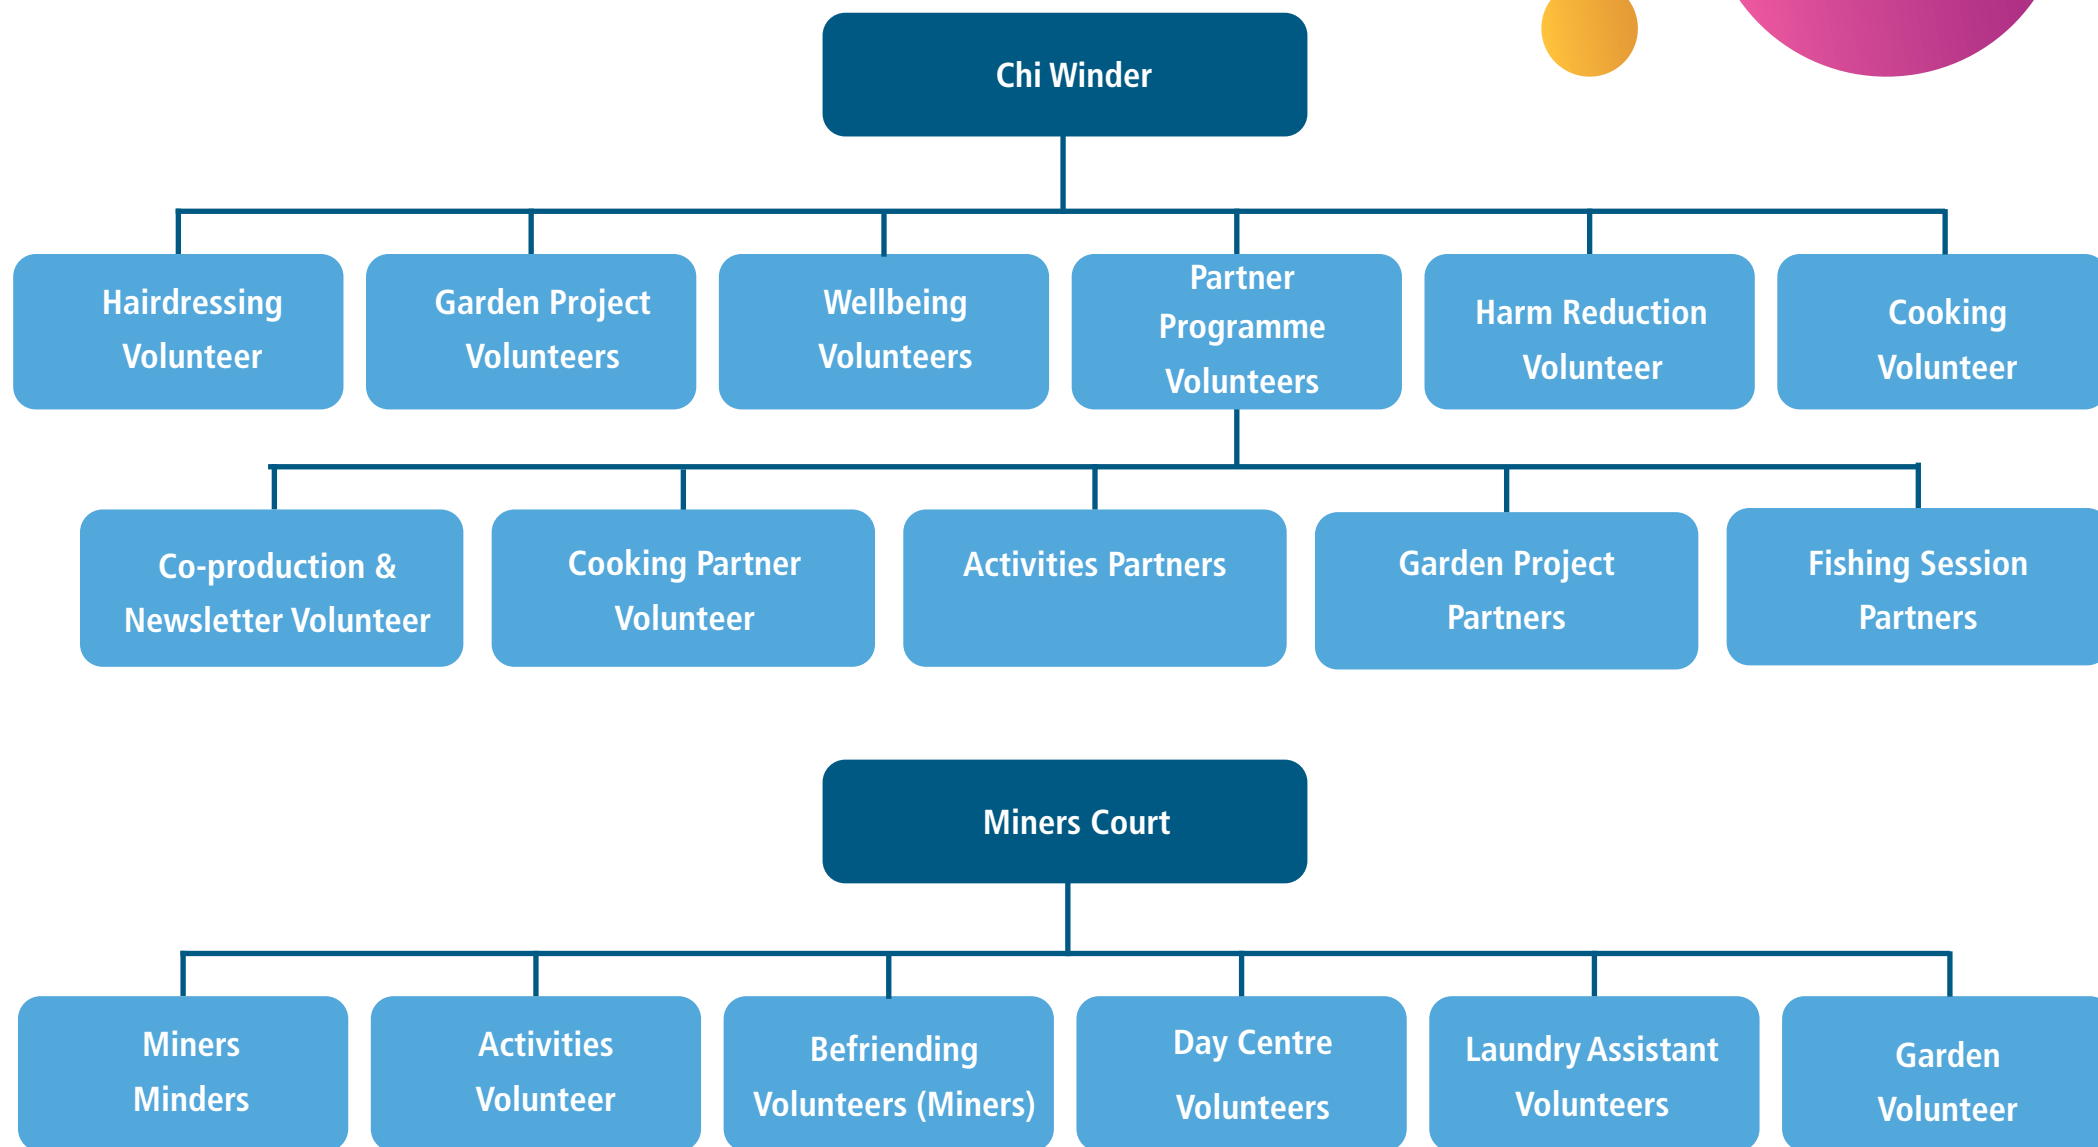 Chi Winder
Hairdressing
Volunteer
Garden Project
Volunteers
Wellbeing
Volunteers
Partner
Programme
Volunteers
Harm Reduction
Volunteer
Cooking
Volunteer
Co-production &
Newsletter Volunteer
Cooking Partner
Volunteer
Activities Partners
Garden Project
Partners
Fishing Session
Partners
Miners Court
Miners
Minders
Activities
Volunteer
Befriending
Volunteers (Miners)
Day Centre
Volunteers
Laundry Assistant
Volunteers
Garden
Volunteer